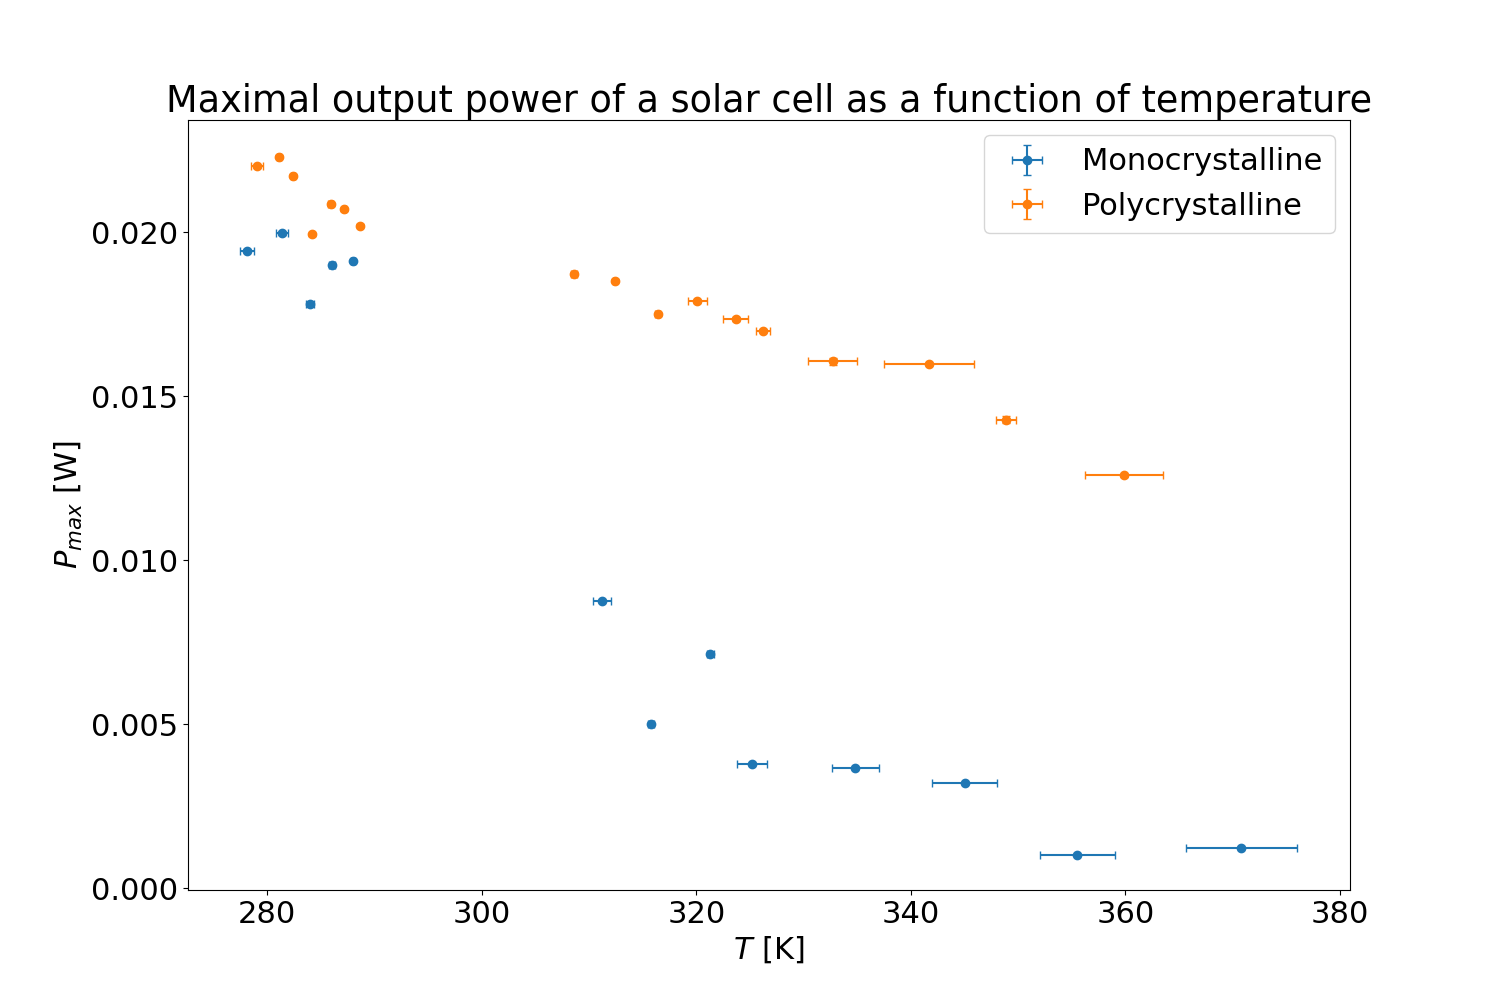 Maximal output power of a solar cell as a function of temperature
Monocrystalline
Polycrystalline
0.020
0.015
0.010
0.005
0.000
P_max [W]
280 300 320 340 360 380
T [K]